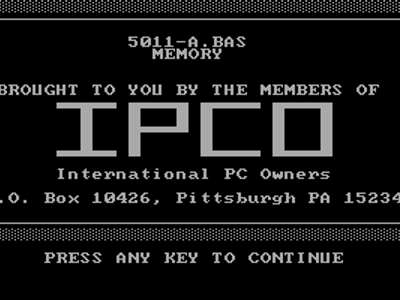 5011-A.BAS
MEMORY
BROUGHT TO YOU BY THE MEMBERS OF
IPCO
International PC Owners
.O. Box 10426, Pittsburgh PA 15234
PRESS ANY KEY TO CONTINUE